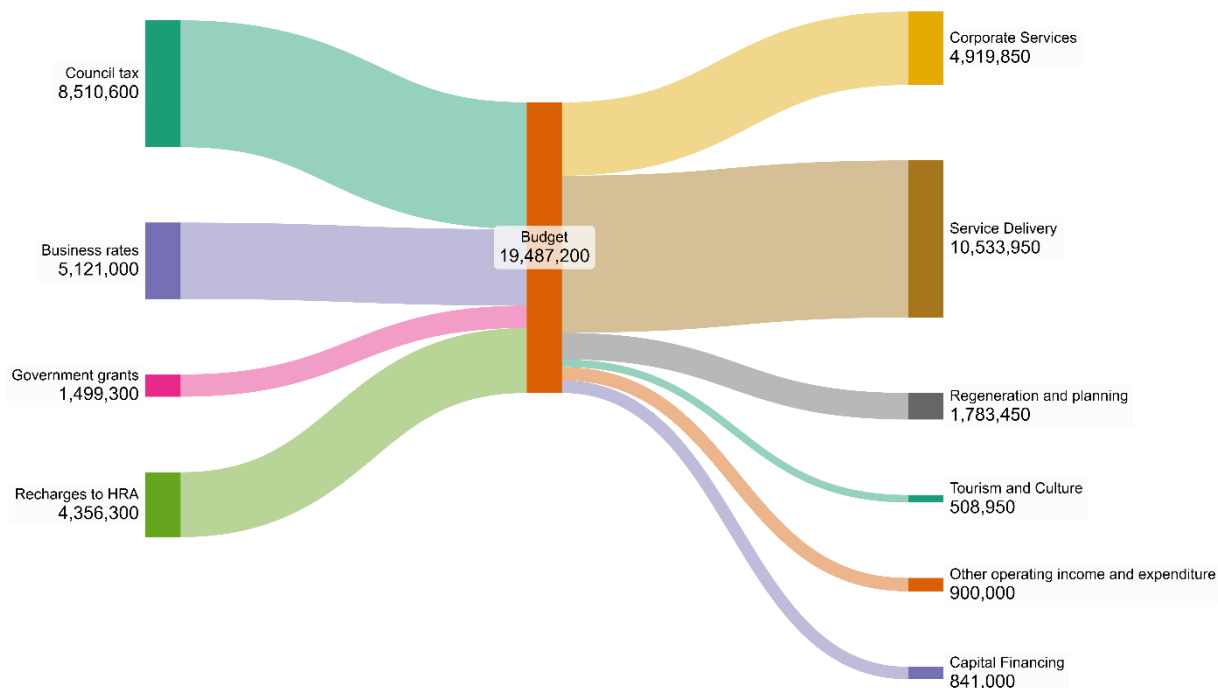 Council tax
8,510,600
Business rates
5,121,000
Government grants
1,499,300
Recharges to HRA
4,356,300
Budget
19,487,200
Corporate Services
4,919,850
Service Delivery
10,533,950
Regeneration and planning
1,783,450
Tourism and Culture
508,950
Other operating income and expenditure
900,000
Capital Financing
841,000